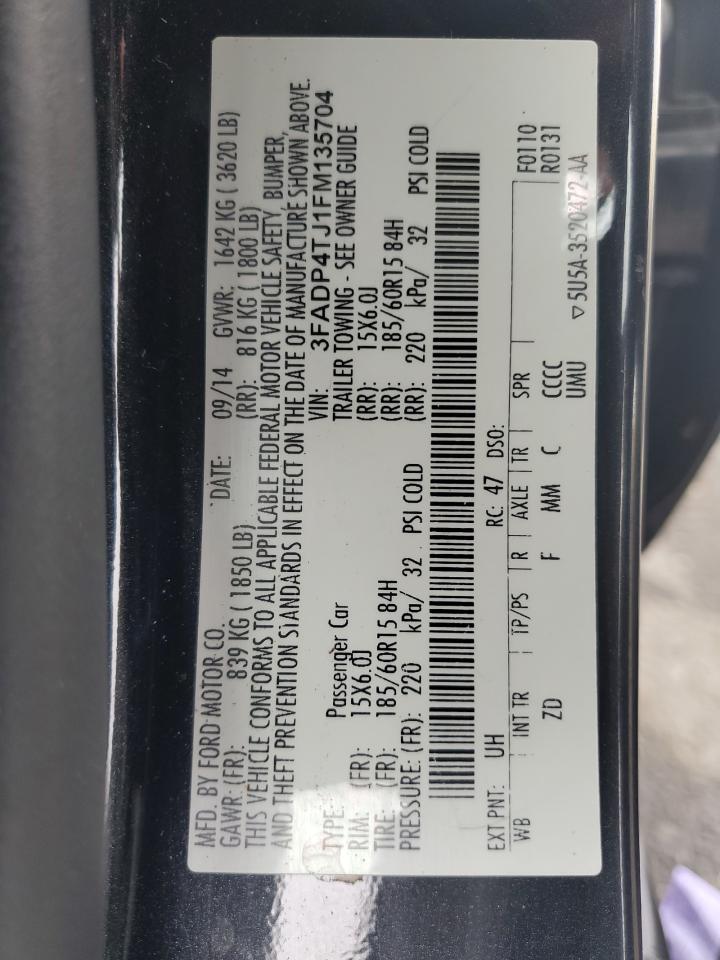 MFD. BY FORD MOTOR CO. DATE: 09/14 GVWR: 1642 KG ( 3620 LB)
GAWR: (FR): 839 KG ( 1850 LB) (RR): 816 KG ( 1800 LB)
THIS VEHICLE CONFORMS TO ALL APPLICABLE FEDERAL MOTOR VEHICLE SAFETY, BUMPER,
AND THEFT PREVENTION STANDARDS IN EFFECT ON THE DATE OF MANUFACTURE SHOWN ABOVE.
VIN: 3FADP4TJ1FM135704
TYPE: Passenger Car TRAILER TOWING - SEE OWNER GUIDE
RIM: (FR): 15X6.0J (RR): 15X6.0J
TIRE: (FR): 185/60R15 84H (RR): 185/60R15 84H
PRESSURE: (FR): 220 kPa/ 32 PSI COLD (RR): 220 kPa/ 32 PSI COLD
EXT PNT: UH RC: 47 DSO: F0110
WB INT TR TP/PS R AXLE TR SPR R0131
ZD F MM C CCCC
UMU ▽5U5A-3520472-AA